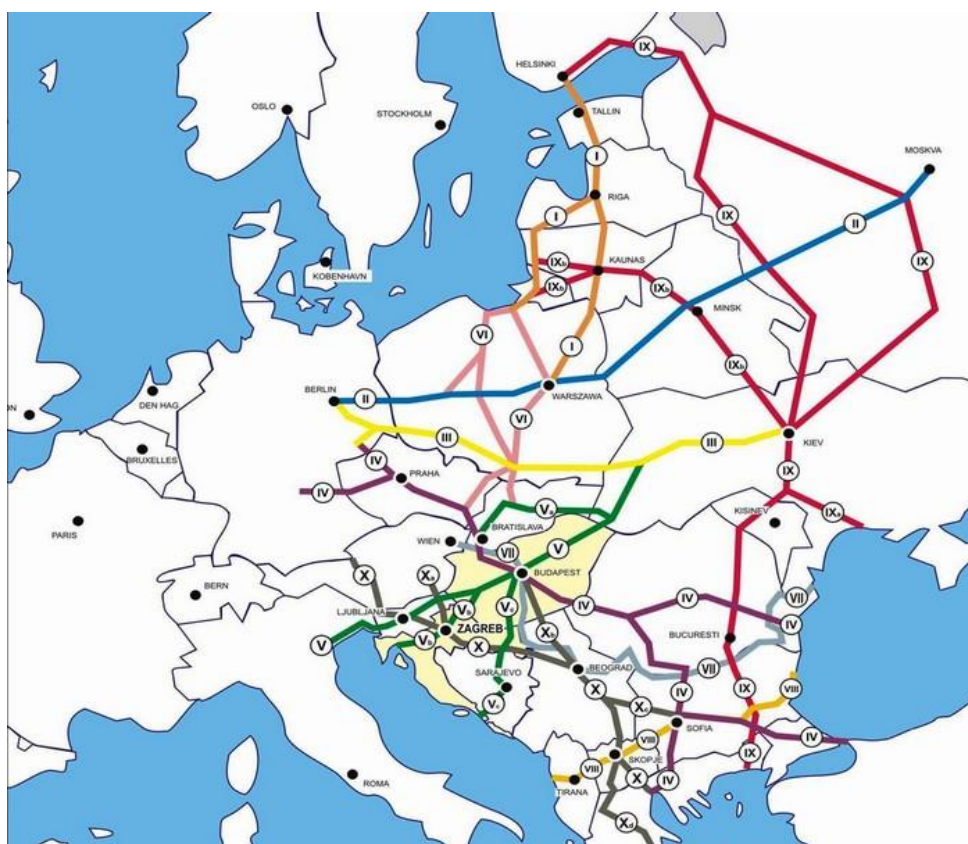 IX
HELSINKI
OSLO
STOCKHOLM
TALLIN
MOSKVA
I
RIGA
I
IX
II
KOBENHAVN
IXb
KAUNAS
IX
IXb
IXb
MINSK
VI
I
IXb
BERLIN
II
WARSZAWA
DEN HAG
ON
VI
III
III
KIEV
BRUXELLES
IV
PRAHA
IX
IV
Va
KISINEV
IXa
PARIS
BRATISLAVA
WIEN
VII
V
X
Xa
BUDAPEST
BERN
VII
LJUBLJANA
Vb
Vc
IV
IV
IV
ZAGREB
Xb
BUCURESTI
V
Vb
X
BEOGRAD
VII
SARAJEVO
X
IV
IX
VIII
Vc
Xc
SOFIA
IV
VIII
IX
SKOPJE
VIII
X
IV
ROMA
TIRANA
Xd